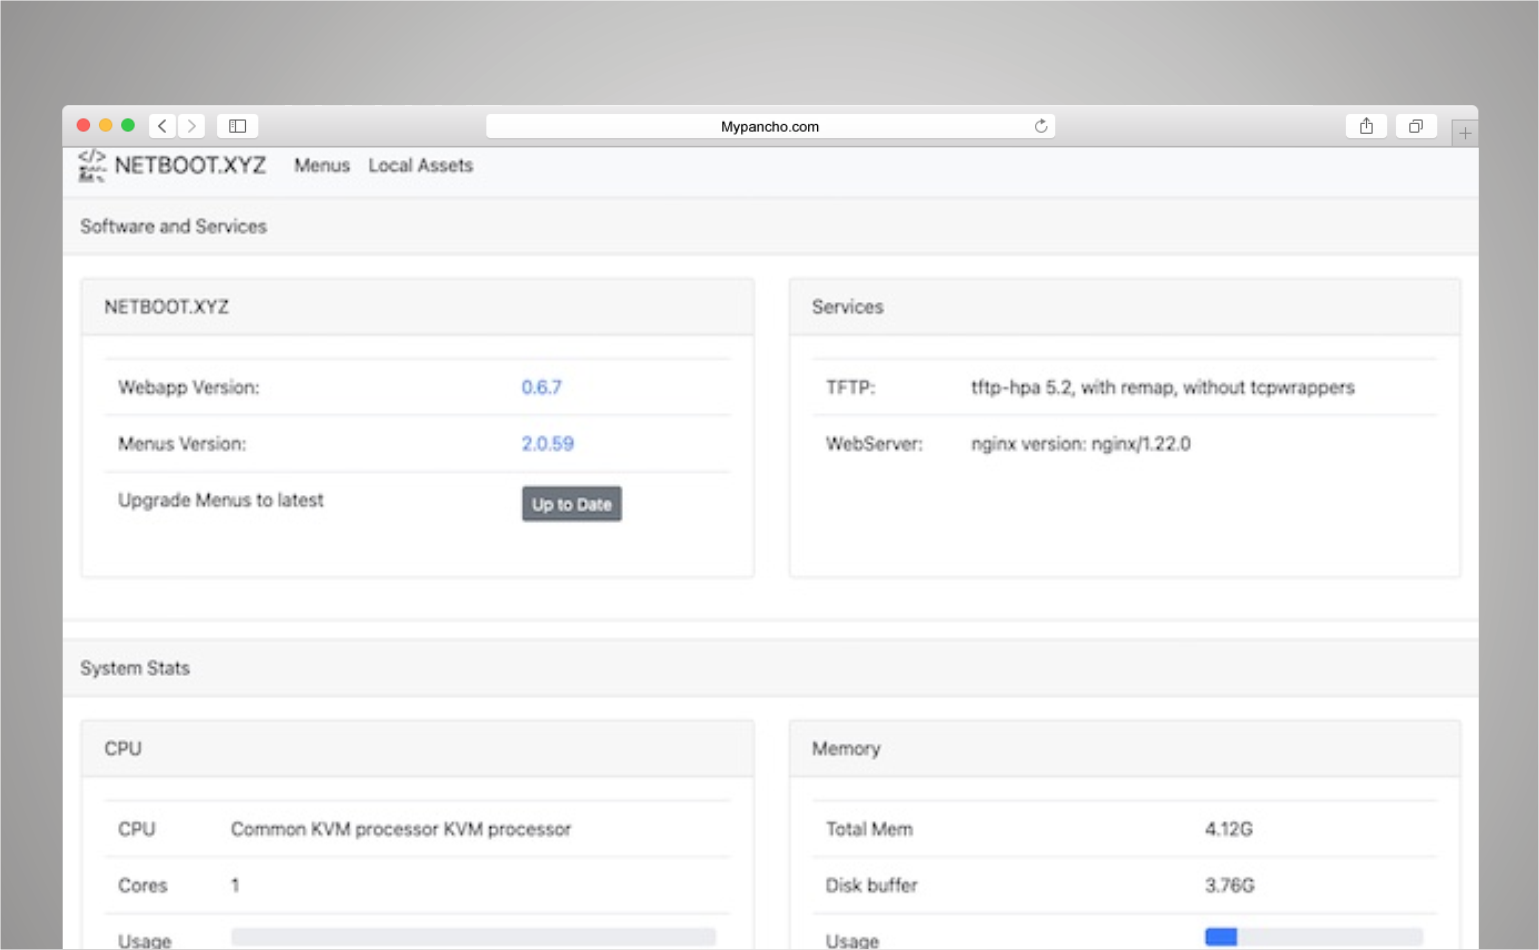 Mypancho.com
NETBOOT.XYZ Menus Local Assets
Software and Services
NETBOOT.XYZ
Webapp Version: 0.6.7
Menus Version: 2.0.59
Upgrade Menus to latest Up to Date
Services
TFTP: tftp-hpa 5.2, with remap, without tcpwrappers
WebServer: nginx version: nginx/1.22.0
System Stats
CPU
CPU Common KVM processor KVM processor
Cores 1
Usage
Memory
Total Mem 4.12G
Disk buffer 3.76G
Usage